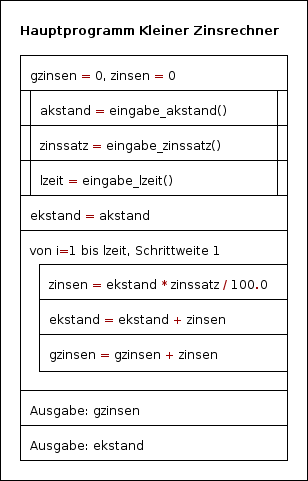 Hauptprogramm Kleiner Zinsrechner
gzinsen = 0, zinsen = 0
akstand = eingabe_akstand()
zinssatz = eingabe_zinssatz()
lzeit = eingabe_lzeit()
ekstand = akstand
von i=1 bis lzeit, Schrittweite 1
zinsen = ekstand * zinssatz / 100.0
ekstand = ekstand + zinsen
gzinsen = gzinsen + zinsen
Ausgabe: gzinsen
Ausgabe: ekstand